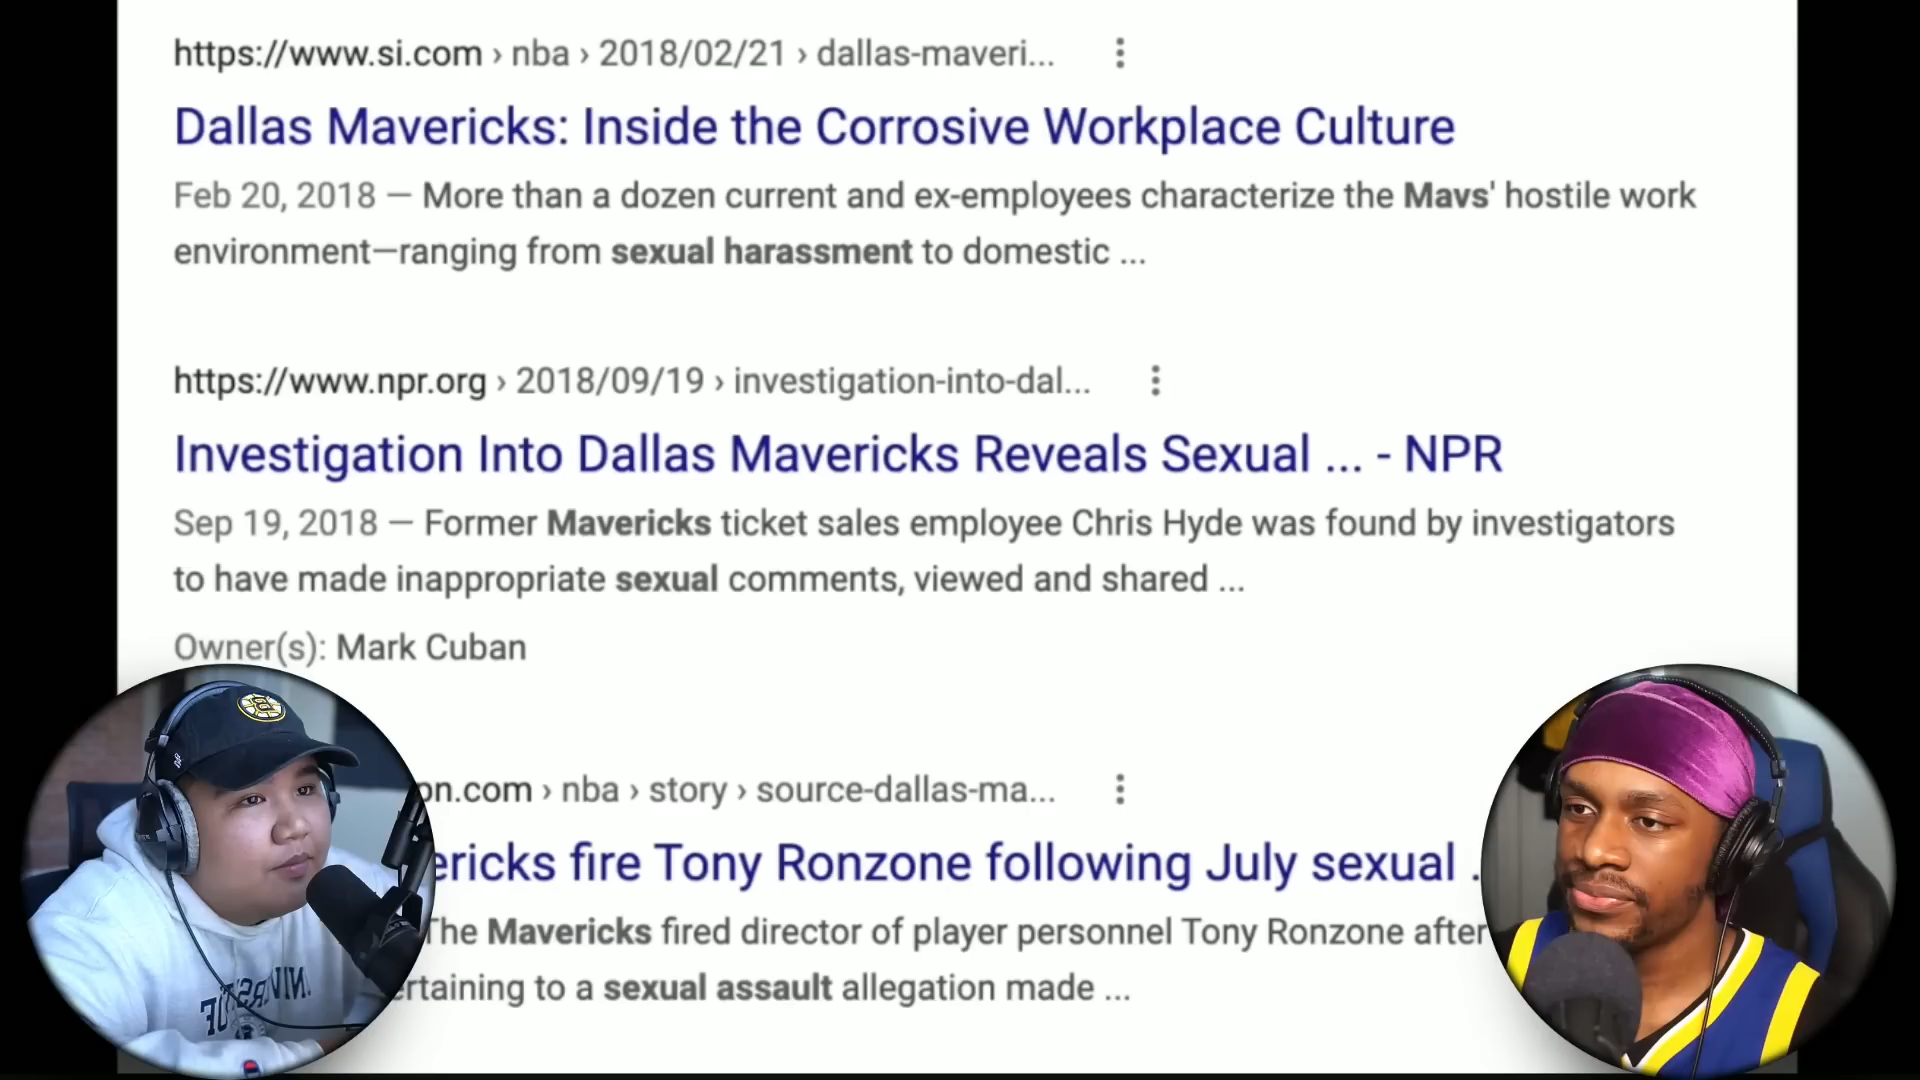 https://www.si.com › nba › 2018/02/21 › dallas-maveri...
Dallas Mavericks: Inside the Corrosive Workplace Culture
Feb 20, 2018 — More than a dozen current and ex-employees characterize the Mavs' hostile work
environment—ranging from sexual harassment to domestic ...
https://www.npr.org › 2018/09/19 › investigation-into-dal...
Investigation Into Dallas Mavericks Reveals Sexual ... - NPR
Sep 19, 2018 — Former Mavericks ticket sales employee Chris Hyde was found by investigators
to have made inappropriate sexual comments, viewed and shared ...
Owner(s): Mark Cuban
B
pn.com › nba › story › source-dallas-ma...
ericks fire Tony Ronzone following July sexual .
The Mavericks fired director of player personnel Tony Ronzone after
ertaining to a sexual assault allegation made ...